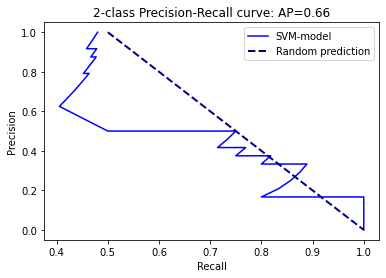 2-class Precision-Recall curve: AP=0.66
SVM-model
Random prediction
Precision
1.0
0.8
0.6
0.4
0.2
0.0
0.4 0.5 0.6 0.7 0.8 0.9 1.0
Recall